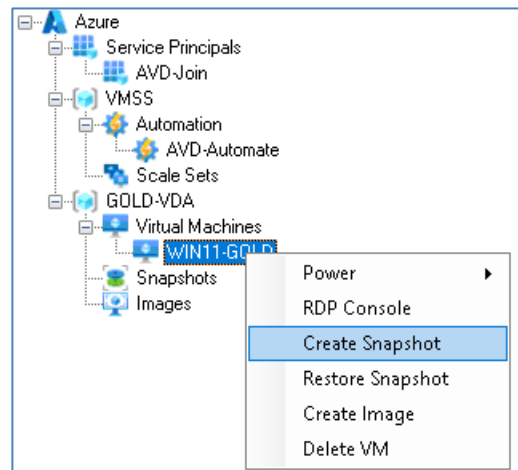 Azure
Service Principals
AVD-Join
VMSS
Automation
AVD-Automate
Scale Sets
GOLD-VDA
Virtual Machines
WIN11-GOLD
Snapshots
Images
Power
RDP Console
Create Snapshot
Restore Snapshot
Create Image
Delete VM